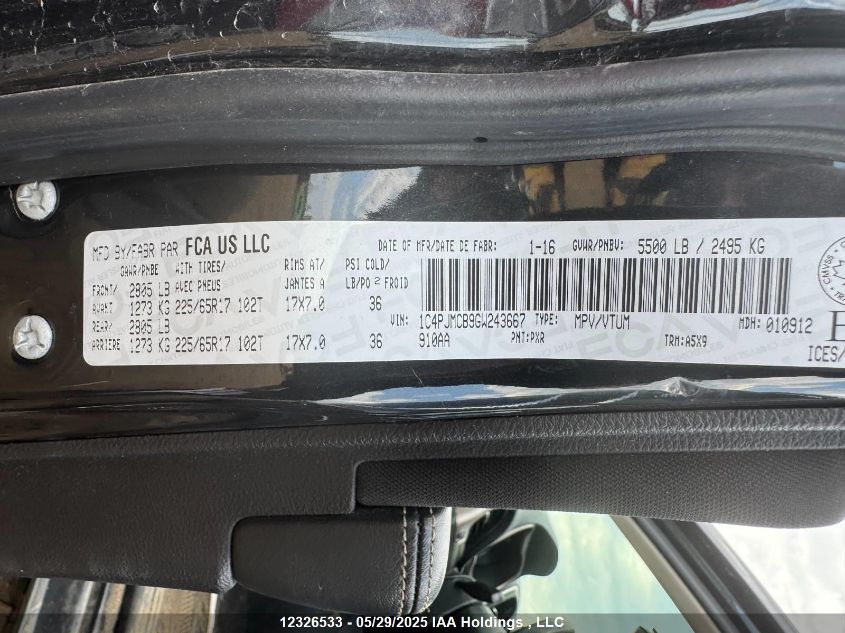 MFD BY/FABR PAR FCA US LLC DATE OF MFR/DATE DE FABR: 1-16 GVWR/PNBV: 5500 LB / 2495 KG
GAWR/PNBE WITH TIRES/ RIMS AT/ PSI COLD/
FRONT/ 2805 LB AVEC PNEUS JANTES A LB/PO 2 FROID
AVANT 1273 KG 225/65R17 102T 17X7.0 36
REAR/ 2805 LB VIN: 1C4PJMCB9GW243667 TYPE: MPV/VTUM MDH: 010912
ARRIERE 1273 KG 225/65R17 102T 17X7.0 36 910AA PNT:PXR TRM:A5X9 ICES/
CMVSS
12326533 - 05/29/2025 IAA Holdings, LLC/